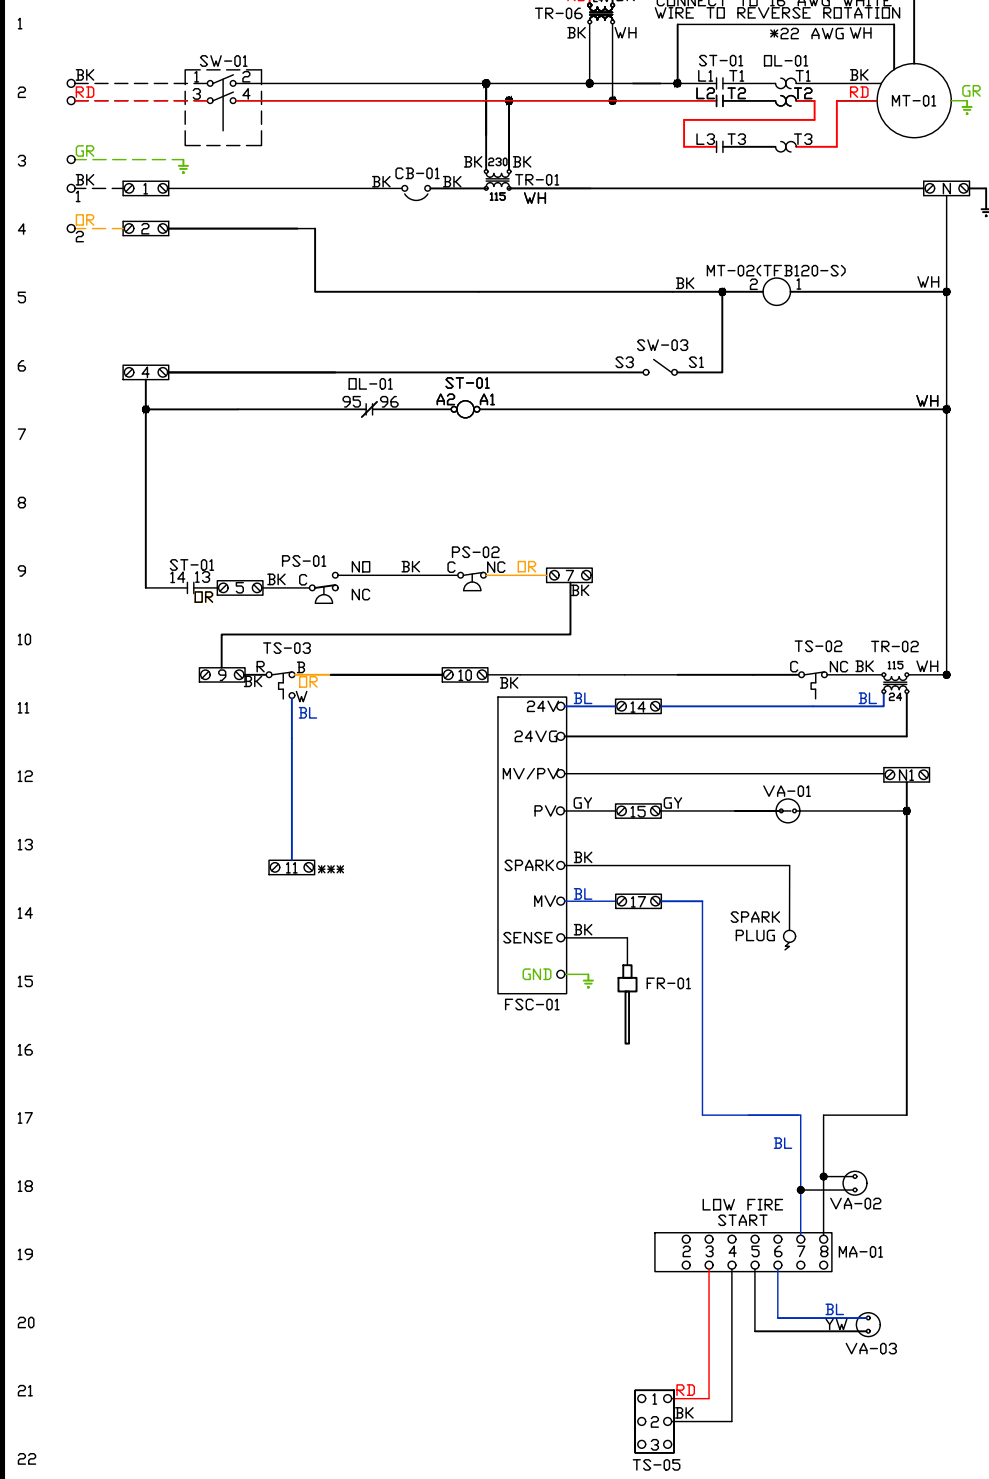 CONNECT TO 16 AWG WHITE
TR-06
WIRE TO REVERSE ROTATION
1
BK WH
*22 AWG WH
SW-01
ST-01 OL-01
BK
1 2
L1 T1 T1
BK
2
RD
3 4
L2 T2 T2
RD
MT-01
GR
L3 T3 T3
3
GR
BK 230 BK
BK
1
1
BK CB-01 BK
TR-01
115
WH
N
4
OR
2
2
MT-02(TFB120-S)
5
BK
2 1
WH
SW-03
6
4
S3 S1
OL-01
ST-01
95 96
A2 A1
WH
7
8
PS-02
ST-01
PS-01
9
14 13
OR
5
BK C
NO
NC
BK
C NC
OR
7
BK
10
TS-03
TS-02
TR-02
9
R B
BK
OR
W
10
BK
C NC BK
115
WH
24
11
BL
24V
BL
14
BL
24VG
12
MV/PV
N1
VA-01
PV
GY
15
GY
13
11
***
SPARK
BK
14
MV
BL
17
SPARK
PLUG
SENSE
BK
15
GND
FR-01
FSC-01
16
17
BL
18
VA-02
LOW FIRE
START
19
2 3 4 5 6 7 8
MA-01
20
BL
YW
VA-03
21
1
RD
2
BK
3
22
TS-05